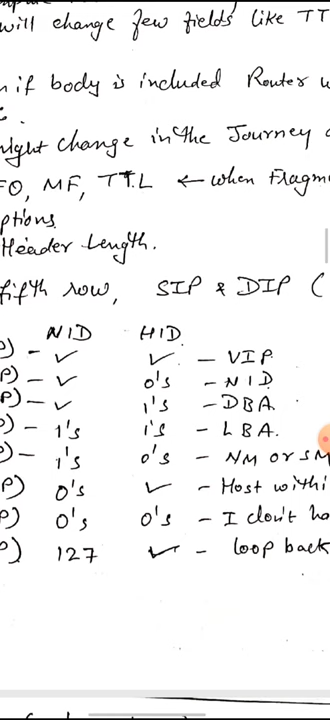 will change few fields like TT
n if body is included Router w
might change in the Journey
FO, MF, TTL ← when Fragm
ptions
Header Length.
fifth row, SIP & DIP (
NID HID
P) - ✓ ✓ - VIP
P) - ✓ 0's - NID
P) - ✓ 1's - DBA
) - 1's 1's - LBA.
) - 1's 0's - NM or SM
P) 0's ✓ - Host withi
P) 0's 0's - I don't ha
P) 127 ✓ - loop back